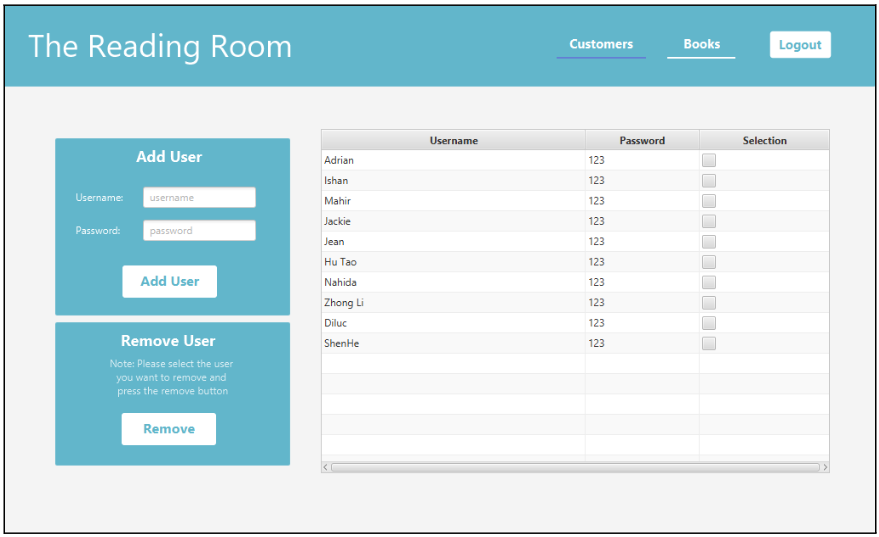 The Reading Room
Customers Books Logout
Add User
Username: username
Password: password
Add User
Remove User
Note: Please select the user
you want to remove and
press the remove button
Remove
Username Password Selection
Adrian 123
Ishan 123
Mahir 123
Jackie 123
Jean 123
Hu Tao 123
Nahida 123
Zhong Li 123
Diluc 123
ShenHe 123